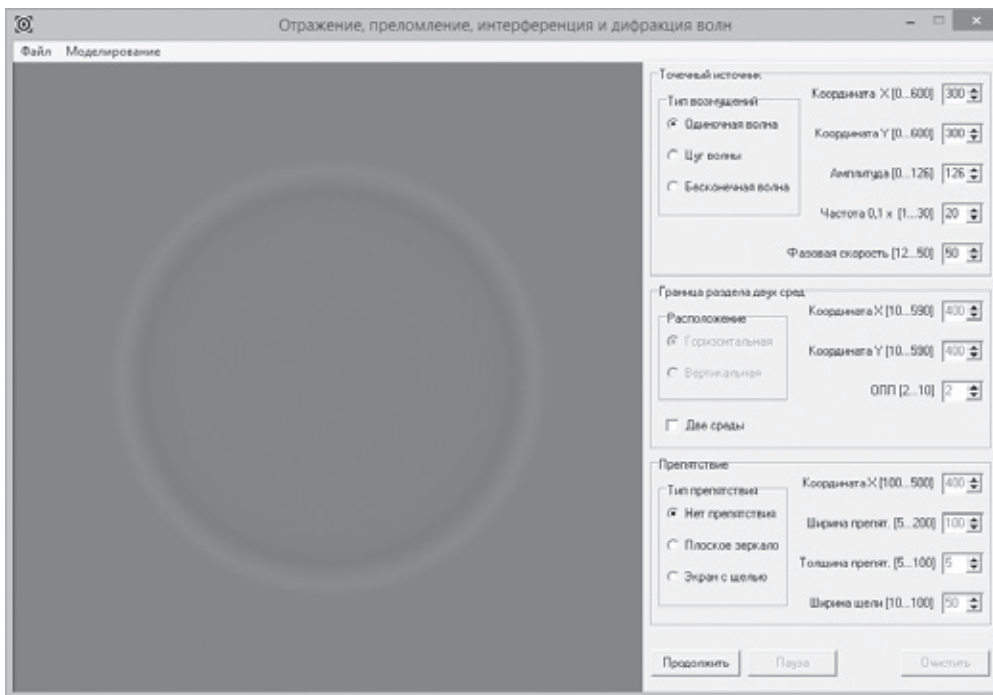 Отражение, преломление, интерференция и дифракция волн
Файл Моделирование
Точечный источник
Тип возмущений
Одиночная волна
Цуг волны
Бесконечная волна
Координата X [0...600] 300
Координата Y [0...600] 300
Амплитуда [0...126] 126
Частота 0,1 x [1...30] 20
Фазовая скорость [12...50] 50
Граница раздела двух сред
Расположение
Горизонтальная
Вертикальная
Две среды
Координата X [10...590] 400
Координата Y [10...590] 400
ОПП [2...10] 2
Препятствие
Тип препятствия
Нет препятствия
Плоское зеркало
Экран с щелью
Координата X [100...500] 400
Ширина препят. [5...200] 100
Толщина препят. [5...100] 5
Ширина щели [10...100] 50
Продолжить Пауза Очистить